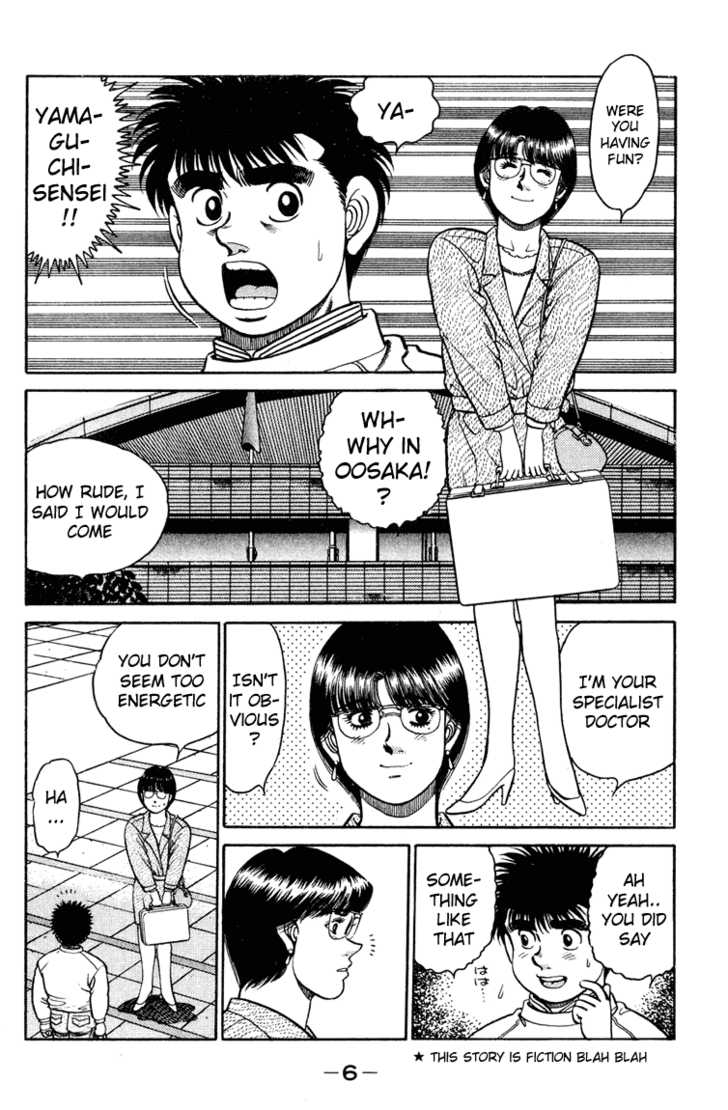 WERE
YOU
HAVING
FUN?
YA-
YAMA-
GU-
CHI-
SENSEI
!!
WH-
WHY IN
OOSAKA!
?
HOW RUDE, I
SAID I WOULD
COME
I'M YOUR
SPECIALIST
DOCTOR
ISN'T
IT OB-
VIOUS
?
YOU DON'T
SEEM TOO
ENERGETIC
HA
...
AH
YEAH..
YOU DID
SAY
SOME-
THING
LIKE
THAT
はは…
★ THIS STORY IS FICTION BLAH BLAH
—6—